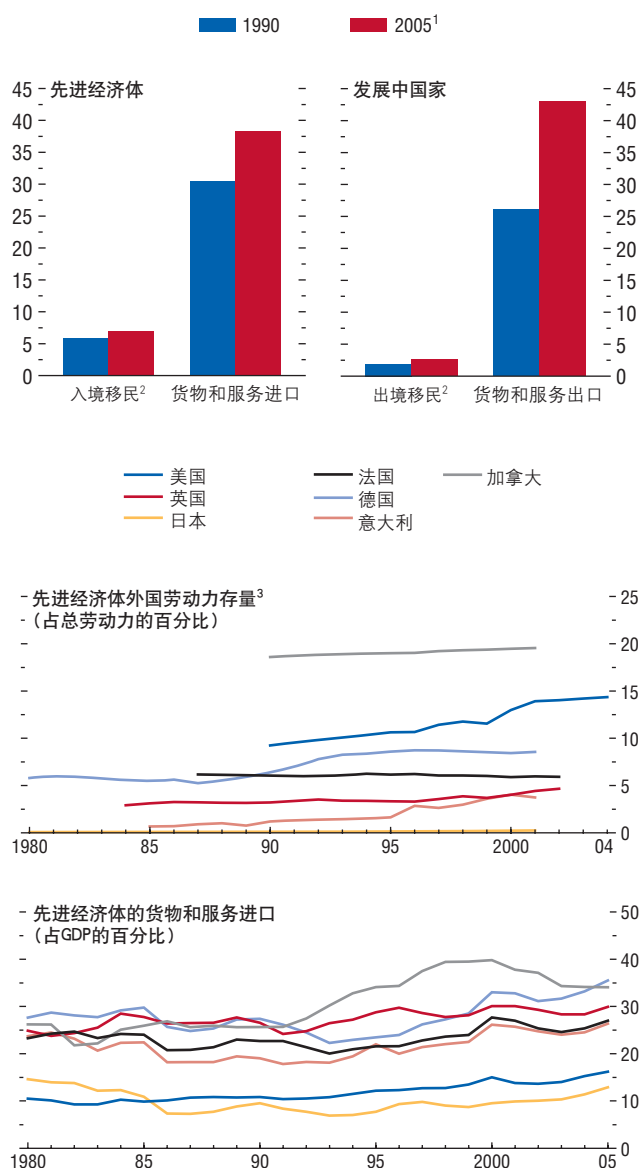 1990 2005¹
先进经济体
45
40
35
30
25
20
15
10
5
0
入境移民² 货物和服务进口
发展中国家
45
40
35
30
25
20
15
10
5
0
出境移民² 货物和服务出口
美国 法国 加拿大
英国 德国
日本 意大利
先进经济体外国劳动力存量³
(占总劳动力的百分比)
25
20
15
10
5
0
1980 85 90 95 2000 04
先进经济体的货物和服务进口
(占GDP的百分比)
50
40
30
20
10
0
1980 85 90 95 2000 05